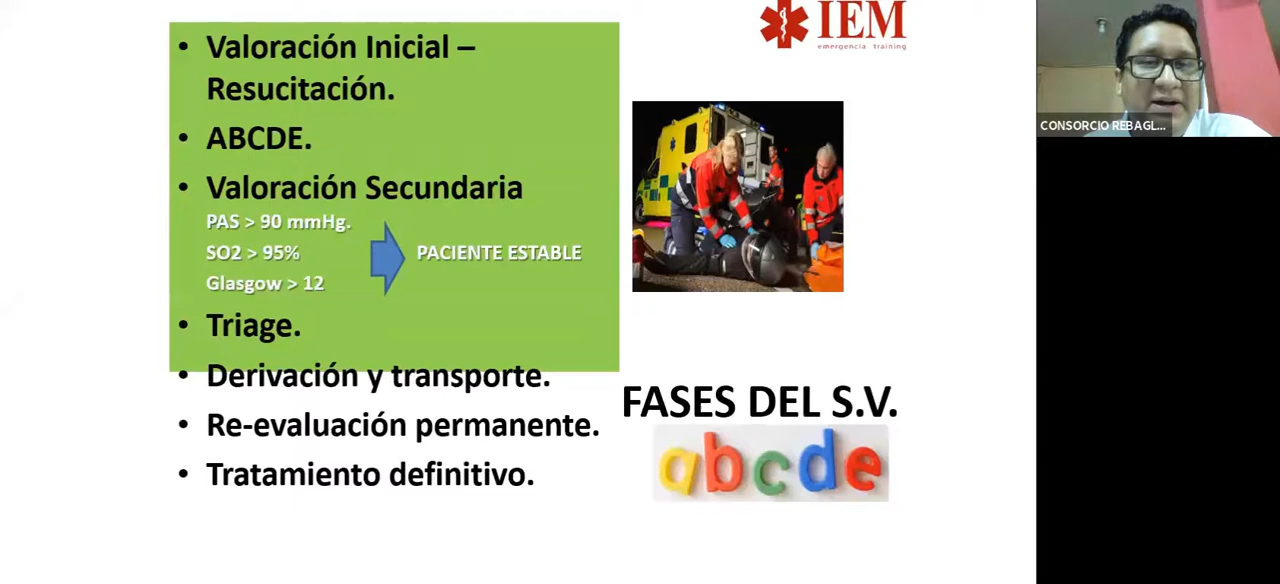 • Valoración Inicial –
Resucitación.
• ABCDE.
• Valoración Secundaria
PAS > 90 mmHg.
SO2 > 95%
Glasgow > 12
PACIENTE ESTABLE
• Triage.
• Derivación y transporte.
• Re-evaluación permanente.
• Tratamiento definitivo.
IEM
emergencia training
FASES DEL S.V.
abcde
CONSORCIO REBAGL...